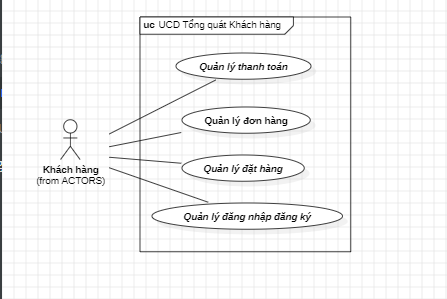 uc UCD Tổng quát Khách hàng
Quản lý thanh toán
Quản lý đơn hàng
Quản lý đặt hàng
Quản lý đăng nhập đăng ký
Khách hàng
(from ACTORS)